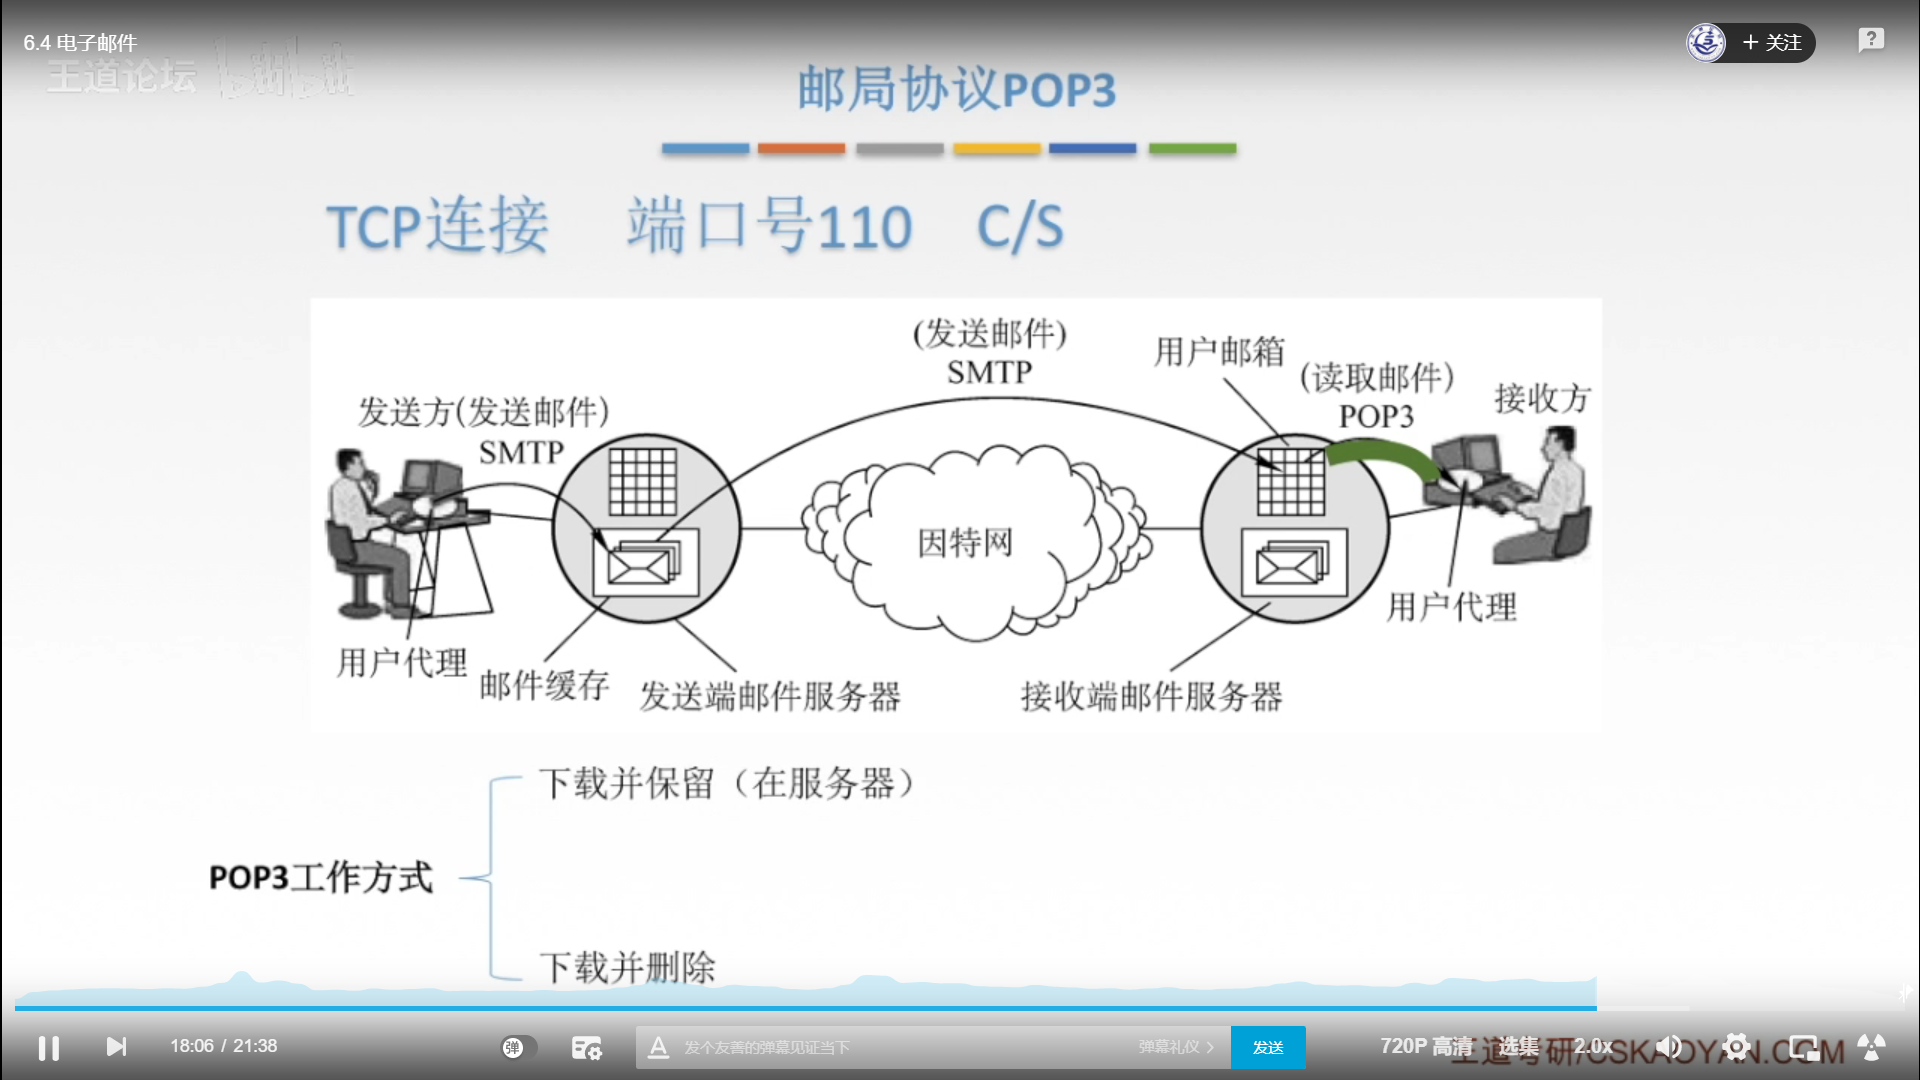 6.4 电子邮件
+ 关注
?
王道论坛 bilibili
邮局协议POP3
TCP连接 端口号110 C/S
(发送邮件)
SMTP
用户邮箱
(读取邮件)
POP3
接收方
发送方(发送邮件)
SMTP
因特网
用户代理
用户代理
邮件缓存
发送端邮件服务器
接收端邮件服务器
下载并保留（在服务器）
POP3工作方式
下载并删除
18:06 / 21:38
弹
A
发个友善的弹幕见证当下
弹幕礼仪 >
发送
720P 高清
选集
2.0x
王道考研/CSKAOYAN.COM